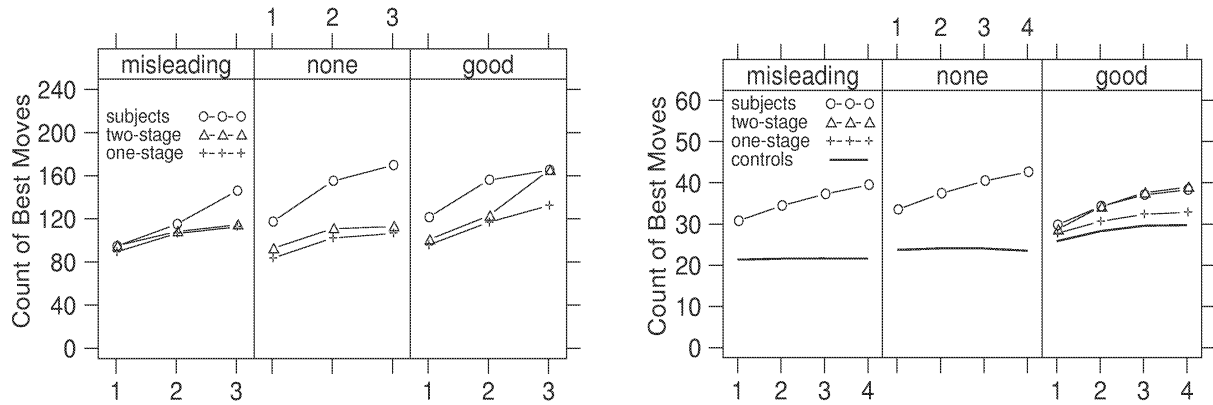 1 2 3
misleading none good
240
200
160
120
80
40
0
Count of Best Moves
subjects
two-stage
one-stage
1 2 3 1 2 3
1 2 3 4
misleading none good
60
50
40
30
20
10
0
Count of Best Moves
subjects
two-stage
one-stage
controls
1 2 3 4 1 2 3 4